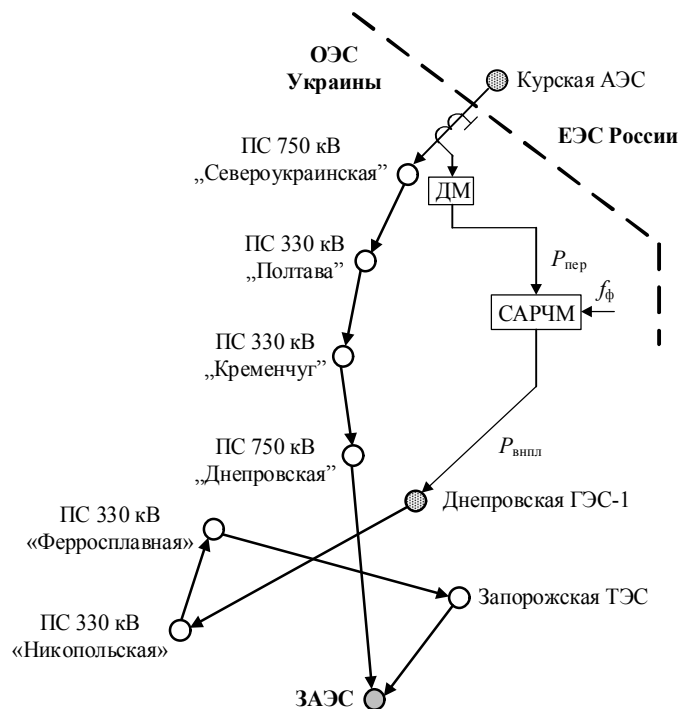 ОЭС
Украины
Курская АЭС
ЕЭС России
ПС 750 кВ
„Североукраинская”
ДМ
ПС 330 кВ
„Полтава”
Pпер
fф
САРЧМ
ПС 330 кВ
„Кременчуг”
Pвнпл
ПС 750 кВ
„Днепровская”
Днепровская ГЭС-1
ПС 330 кВ
«Ферросплавная»
Запорожская ТЭС
ПС 330 кВ
«Никопольская»
ЗАЭС